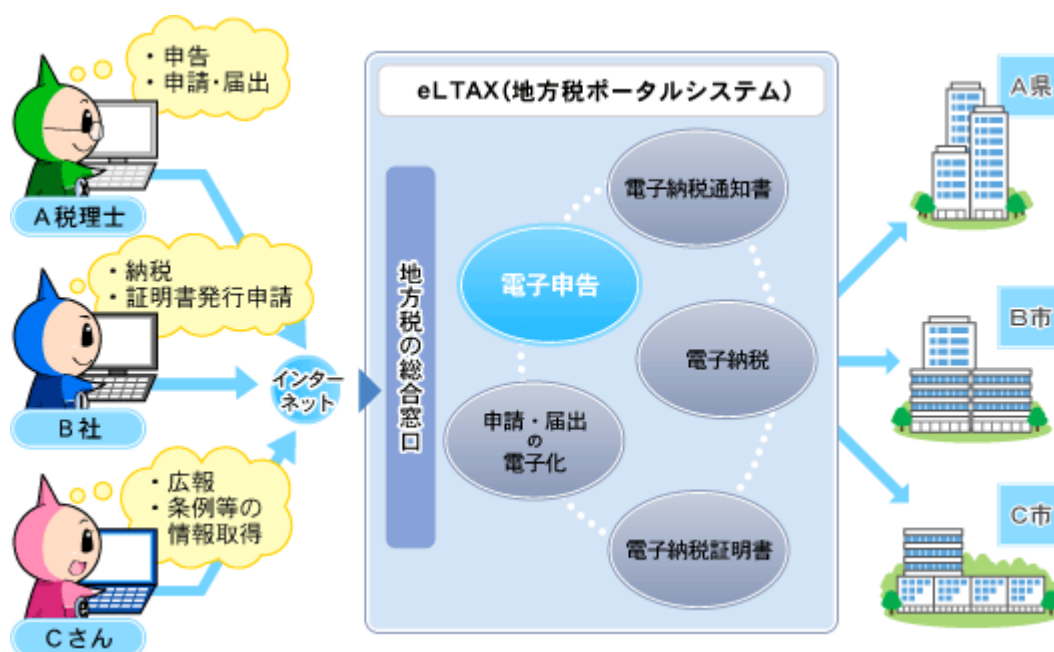 ・申告
・申請・届出
A税理士
・納税
・証明書発行申請
B社
・広報
・条例等の
情報取得
Cさん
インター
ネット
eLTAX(地方税ポータルシステム)
地方税の総合窓口
電子納税通知書
電子申告
電子納税
申請・届出
の
電子化
電子納税証明書
A県
B市
C市